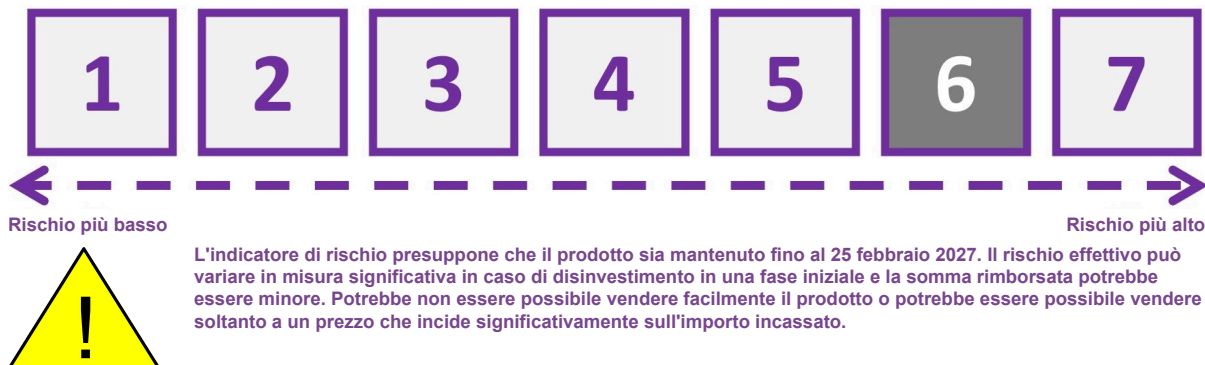 1 2 3 4 5 6 7
Rischio più basso Rischio più alto
L'indicatore di rischio presuppone che il prodotto sia mantenuto fino al 25 febbraio 2027. Il rischio effettivo può
variare in misura significativa in caso di disinvestimento in una fase iniziale e la somma rimborsata potrebbe
essere minore. Potrebbe non essere possibile vendere facilmente il prodotto o potrebbe essere possibile vendere
soltanto a un prezzo che incide significativamente sull'importo incassato.
!